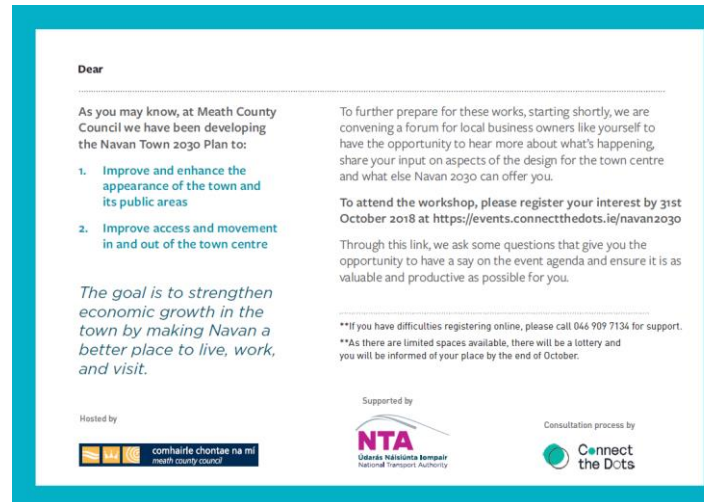 Dear
As you may know, at Meath County
Council we have been developing
the Navan Town 2030 Plan to:
1. Improve and enhance the
appearance of the town and
its public areas
2. Improve access and movement
in and out of the town centre
The goal is to strengthen
economic growth in the
town by making Navan a
better place to live, work,
and visit.
To further prepare for these works, starting shortly, we are
convening a forum for local business owners like yourself to
have the opportunity to hear more about what's happening,
share your input on aspects of the design for the town centre
and what else Navan 2030 can offer you.
To attend the workshop, please register your interest by 31st
October 2018 at https://events.connectthedots.ie/navan2030
Through this link, we ask some questions that give you the
opportunity to have a say on the event agenda and ensure it is as
valuable and productive as possible for you.
**If you have difficulties registering online, please call 046 909 7134 for support.
**As there are limited spaces available, there will be a lottery and
you will be informed of your place by the end of October.
Hosted by
comhairle chontae na mí
meath county council
Supported by
NTA
Údarás Náisiúnta Iompair
National Transport Authority
Consultation process by
Connect
the Dots